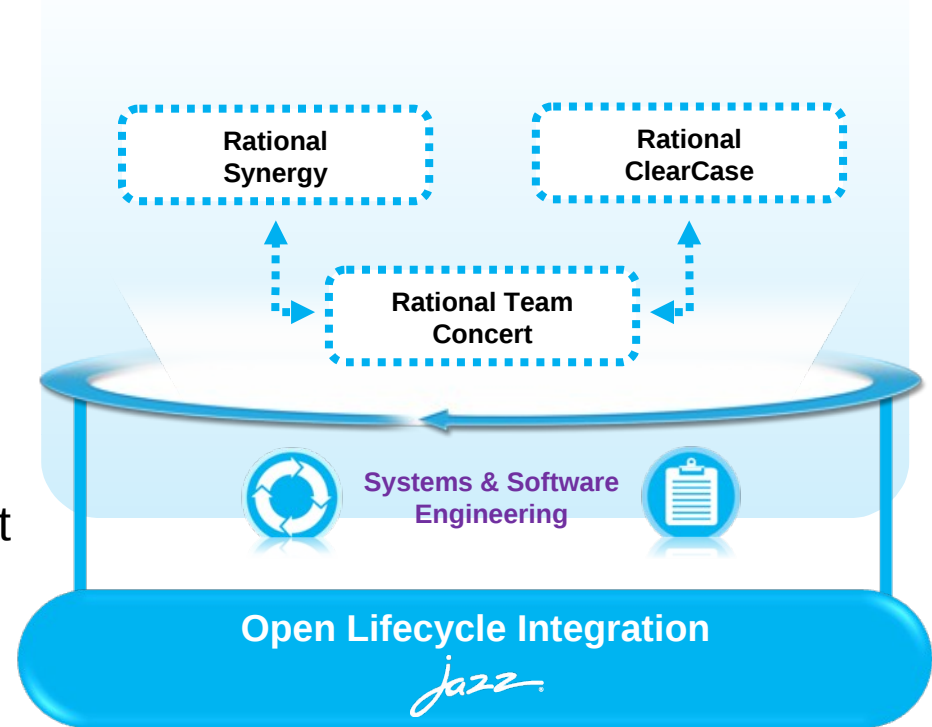 Rational
Synergy
Rational
ClearCase
Rational Team
Concert
Systems & Software
Engineering
t
Open Lifecycle Integration
jazz